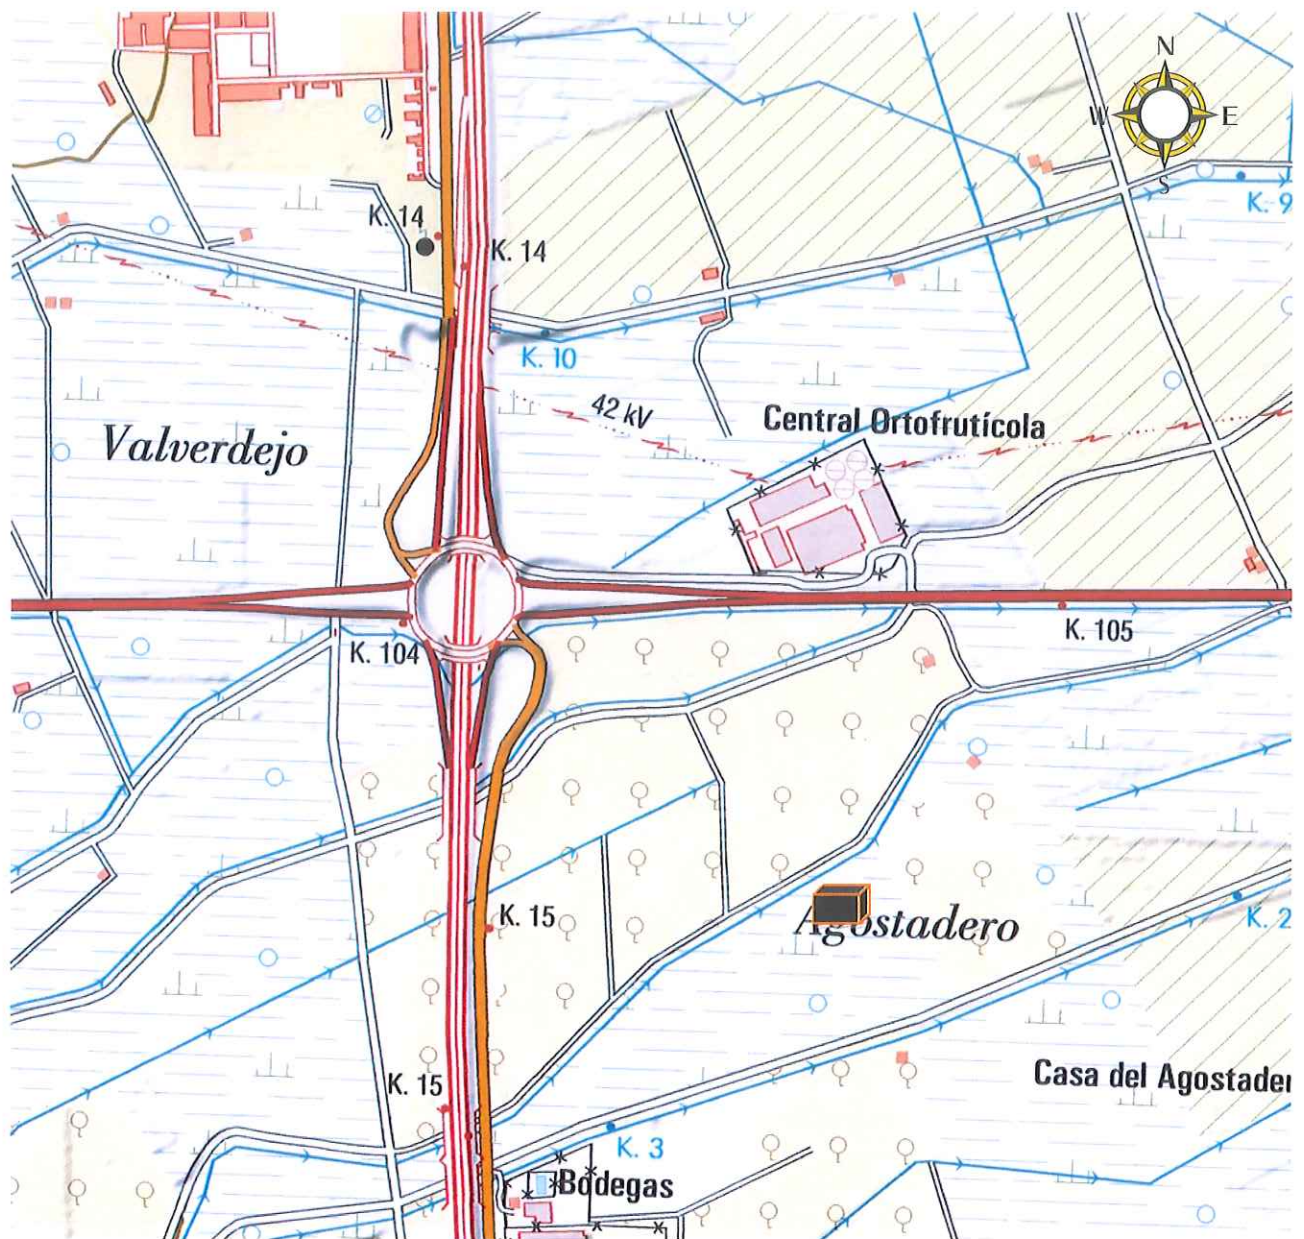 N
W E
S
K. 14
K. 14
K. 9
K. 10
42 kV
Central Ortofrutícola
Valverdejo
K. 105
K. 104
K. 15
Agostadero
K. 2
K. 15
Casa del Agostader
K. 3
Bodegas